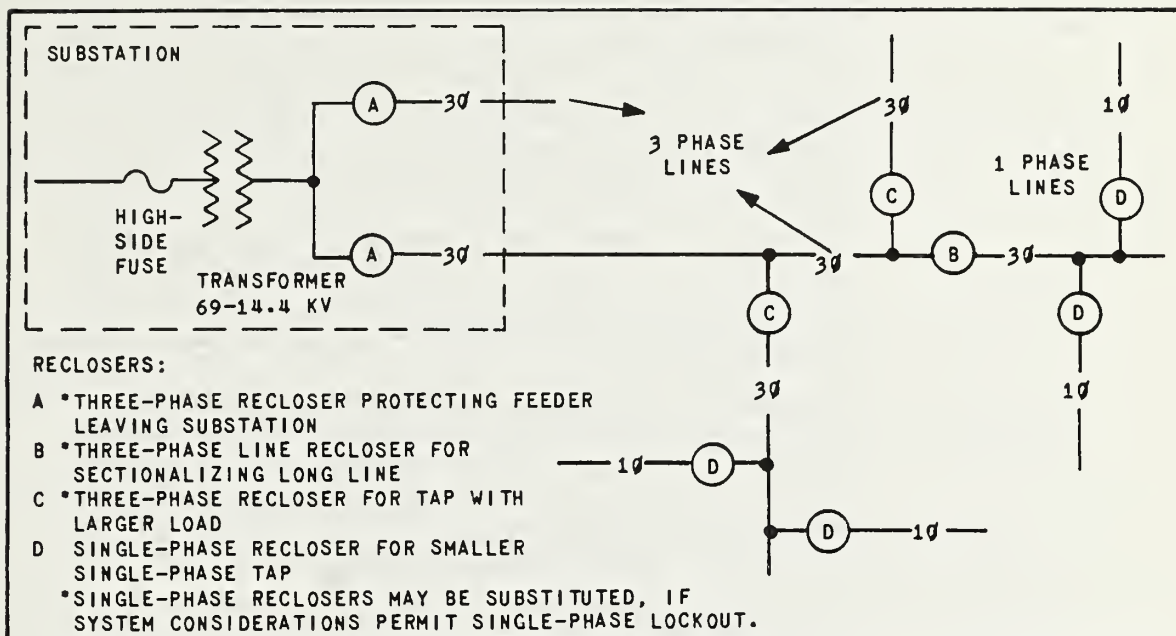 SUBSTATION
A
3Ø
HIGH-
SIDE
FUSE
TRANSFORMER
69-14.4 KV
A
3Ø
3 PHASE
LINES
3Ø
C
1 PHASE
LINES
1Ø
D
3Ø
B
3Ø
C
3Ø
D
1Ø
1Ø
D
D
1Ø
RECLOSERS:
A *THREE-PHASE RECLOSER PROTECTING FEEDER
LEAVING SUBSTATION
B *THREE-PHASE LINE RECLOSER FOR
SECTIONALIZING LONG LINE
C *THREE-PHASE RECLOSER FOR TAP WITH
LARGER LOAD
D SINGLE-PHASE RECLOSER FOR SMALLER
SINGLE-PHASE TAP
*SINGLE-PHASE RECLOSERS MAY BE SUBSTITUTED, IF
SYSTEM CONSIDERATIONS PERMIT SINGLE-PHASE LOCKOUT.